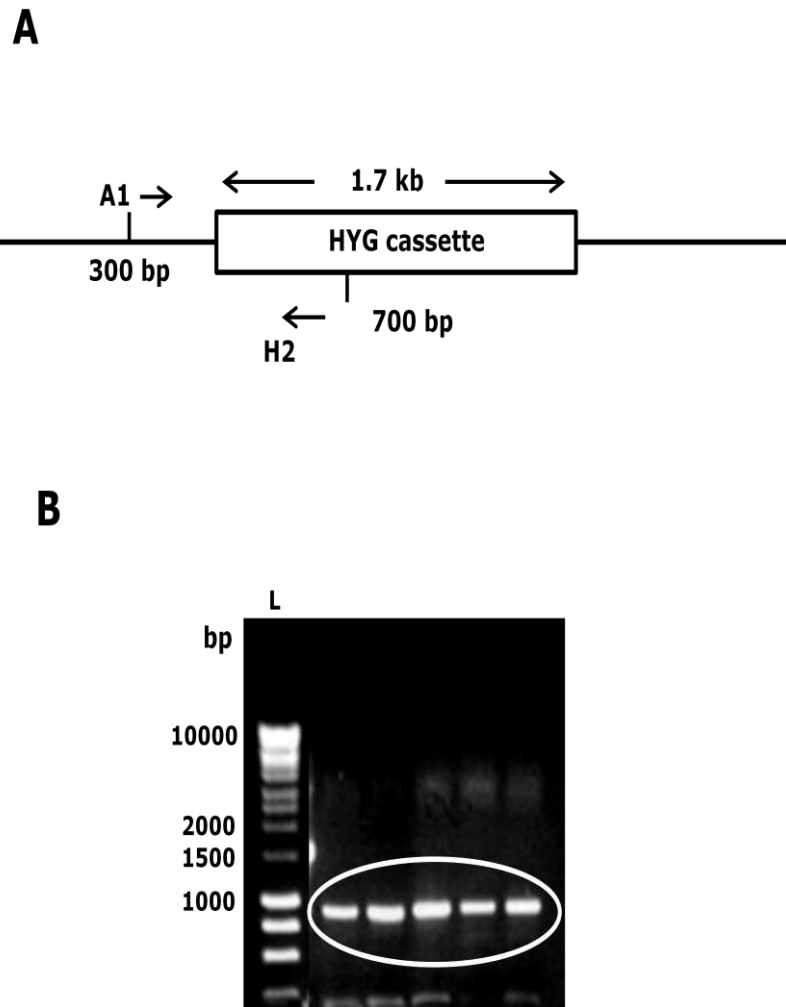 A
A1
1.7 kb
HYG cassette
300 bp
700 bp
H2
B
L
bp
10000
2000
1500
1000